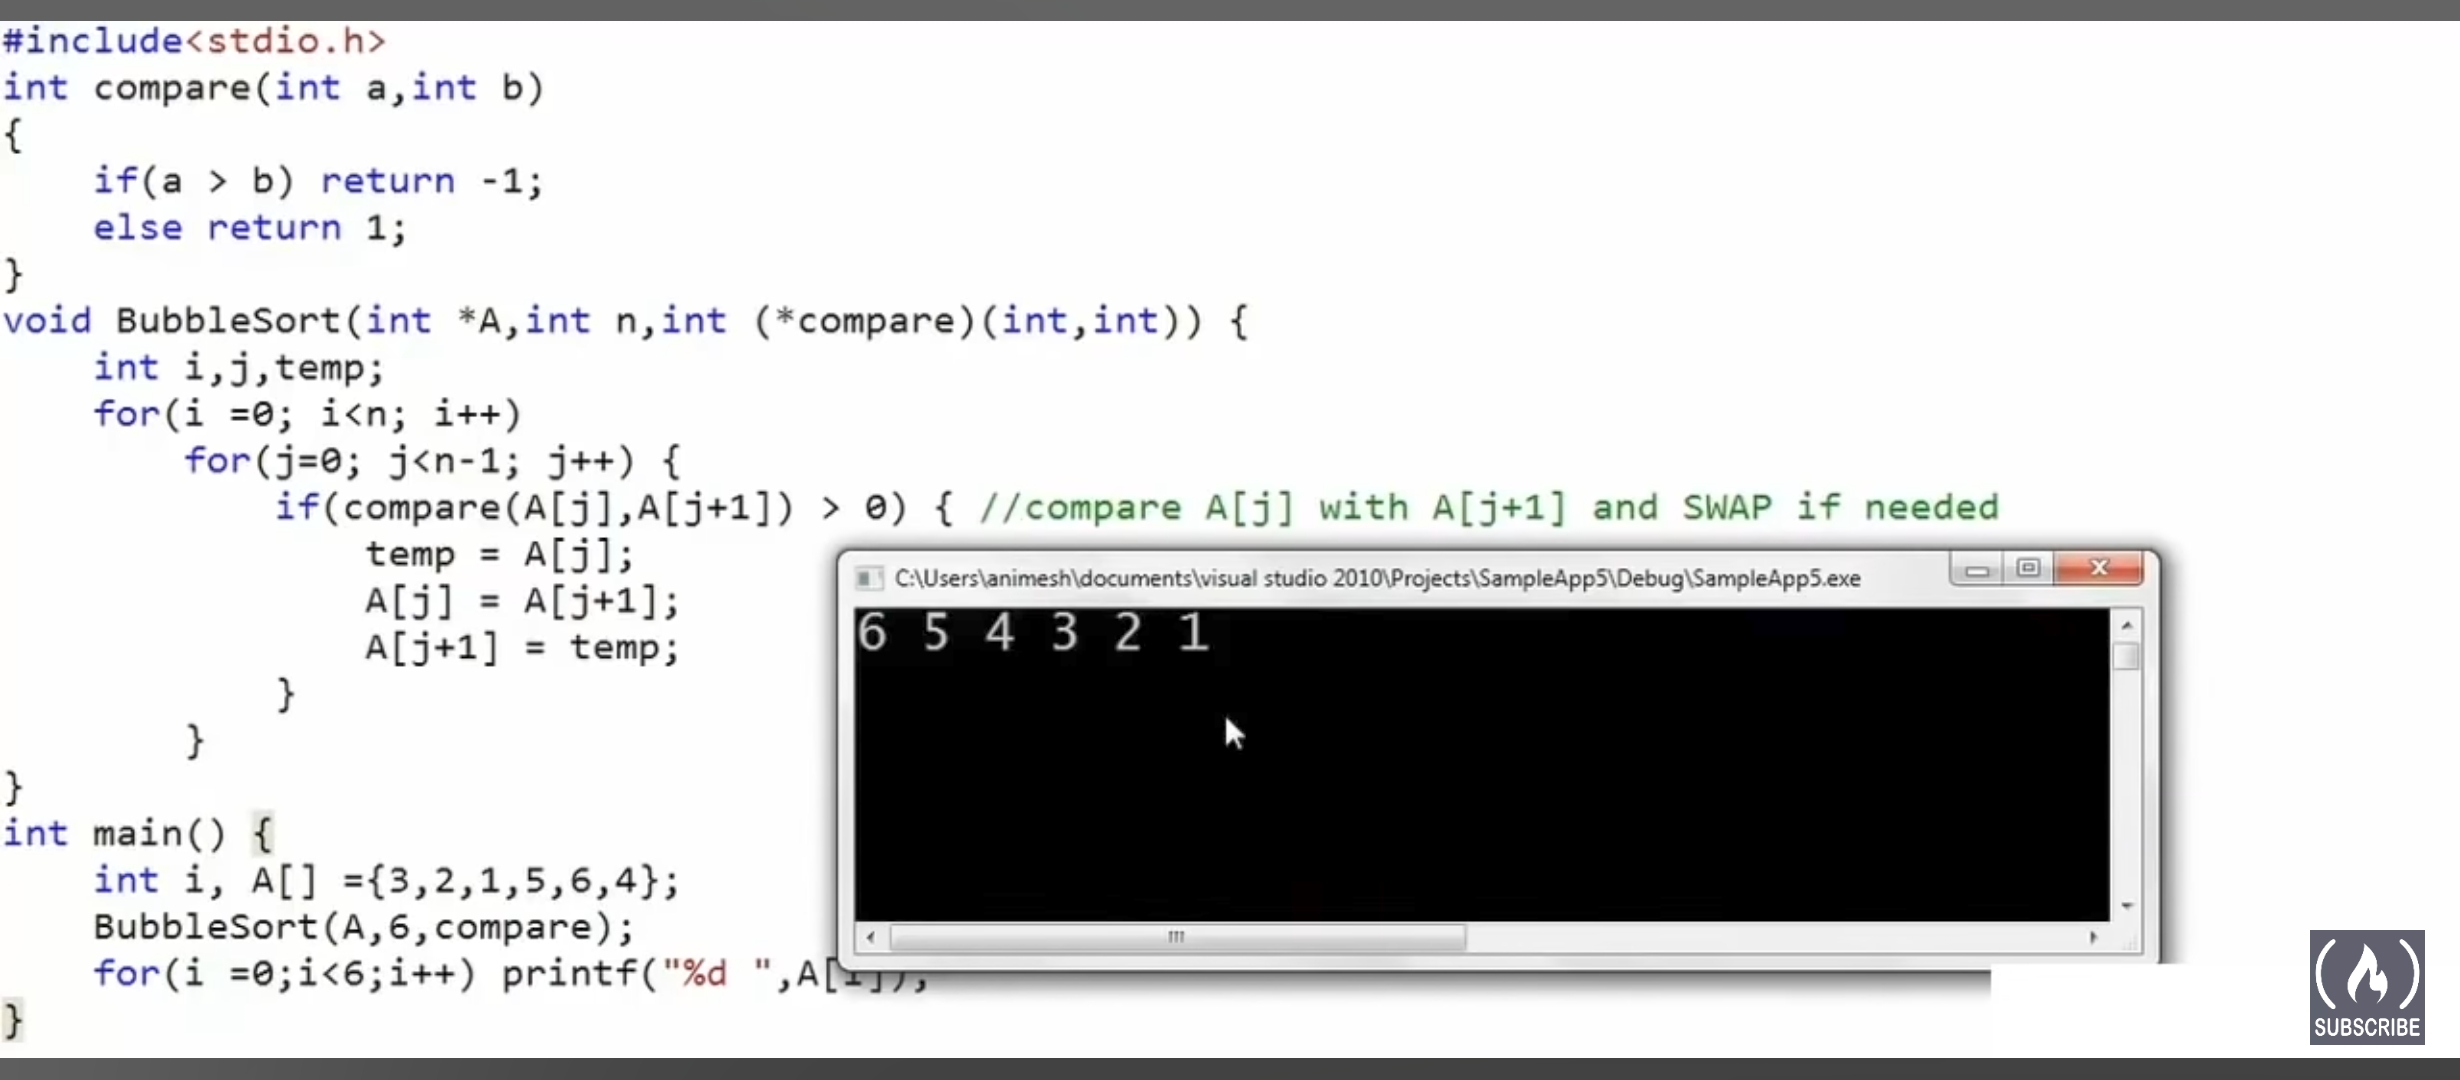 #include<stdio.h>
int compare(int a,int b)
{
    if(a > b) return -1;
    else return 1;
}
void BubbleSort(int *A,int n,int (*compare)(int,int)) {
    int i,j,temp;
    for(i =0; i<n; i++)
        for(j=0; j<n-1; j++) {
            if(compare(A[j],A[j+1]) > 0) { //compare A[j] with A[j+1] and SWAP if needed
                temp = A[j];
                A[j] = A[j+1];
                A[j+1] = temp;
            }
        }
}
int main() {
    int i, A[] ={3,2,1,5,6,4};
    BubbleSort(A,6,compare);
    for(i =0;i<6;i++) printf("%d ",A[i]);
}
C:\Users\animesh\documents\visual studio 2010\Projects\SampleApp5\Debug\SampleApp5.exe
6 5 4 3 2 1
SUBSCRIBE